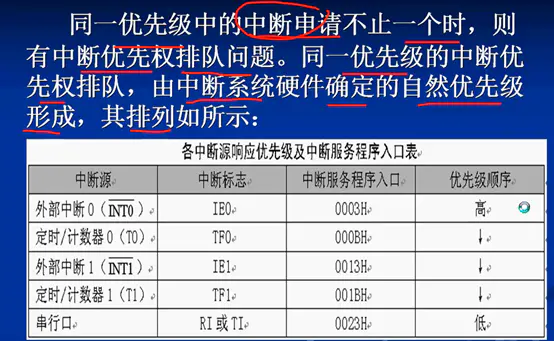 同一优先级中的中断申请不止一个时，则
有中断优先权排队问题。同一优先级的中断优
先权排队，由中断系统硬件确定的自然优先级
形成，其排列如所示：
各中断源响应优先级及中断服务程序入口表
中断源 中断标志 中断服务程序入口 优先级顺序
外部中断0（INT0） IE0 0003H 高
定时/计数器0（T0） TF0 000BH ↓
外部中断1（INT1） IE1 0013H ↓
定时/计数器1（T1） TF1 001BH ↓
串行口 RI或TI 0023H 低